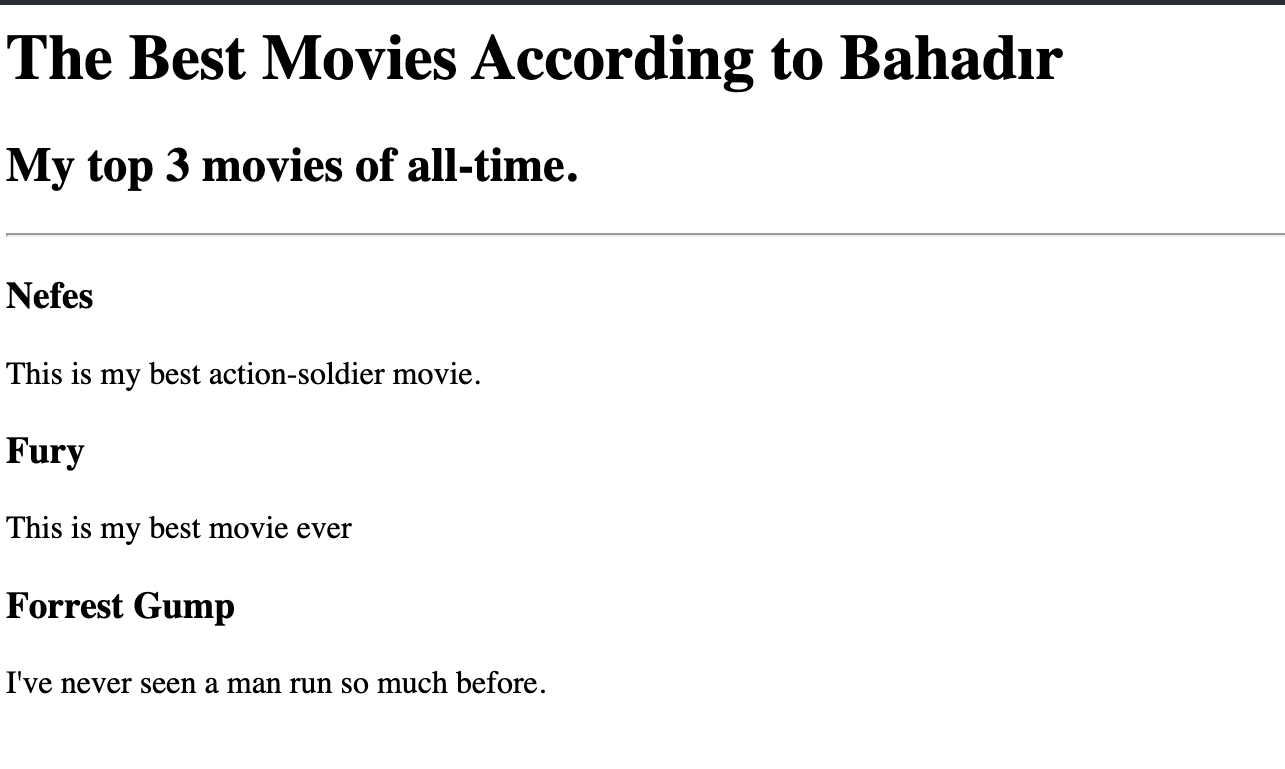 The Best Movies According to Bahadır
My top 3 movies of all-time.
Nefes
This is my best action-soldier movie.
Fury
This is my best movie ever
Forrest Gump
I've never seen a man run so much before.